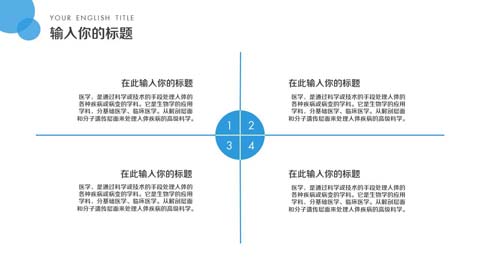 YOUR ENGLISH TITLE
输入你的标题
在此输入你的标题
医学，是通过科学或技术的手段处理人体的
各种疾病或病变的学科。它是生物学的应用
学科，分基础医学、临床医学。从解剖层面
和分子遗传层面来处理人体疾病的高级科学。
在此输入你的标题
医学，是通过科学或技术的手段处理人体的
各种疾病或病变的学科。它是生物学的应用
学科，分基础医学、临床医学。从解剖层面
和分子遗传层面来处理人体疾病的高级科学。
1 2
3 4
在此输入你的标题
医学，是通过科学或技术的手段处理人体的
各种疾病或病变的学科。它是生物学的应用
学科，分基础医学、临床医学。从解剖层面
和分子遗传层面来处理人体疾病的高级科学。
在此输入你的标题
医学，是通过科学或技术的手段处理人体的
各种疾病或病变的学科。它是生物学的应用
学科，分基础医学、临床医学。从解剖层面
和分子遗传层面来处理人体疾病的高级科学。